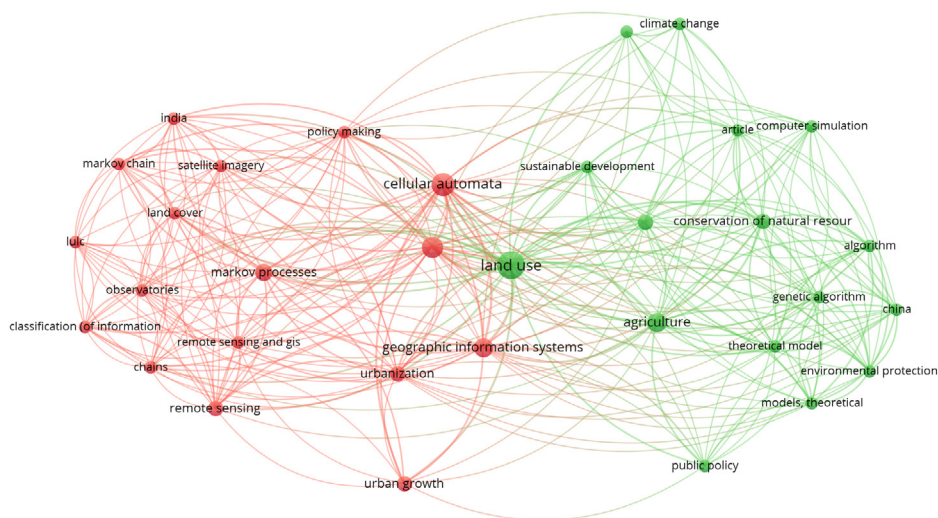 climate change
india
policy making
article
computer simulation
markov chain
satellite imagery
sustainable development
cellular automata
land cover
conservation of natural resour
lulc
algorithm
land use
markov processes
observatories
genetic algorithm
china
classification (of information
agriculture
remote sensing and gis
geographic information systems
theoretical model
chains
urbanization
environmental protection
remote sensing
models, theoretical
public policy
urban growth